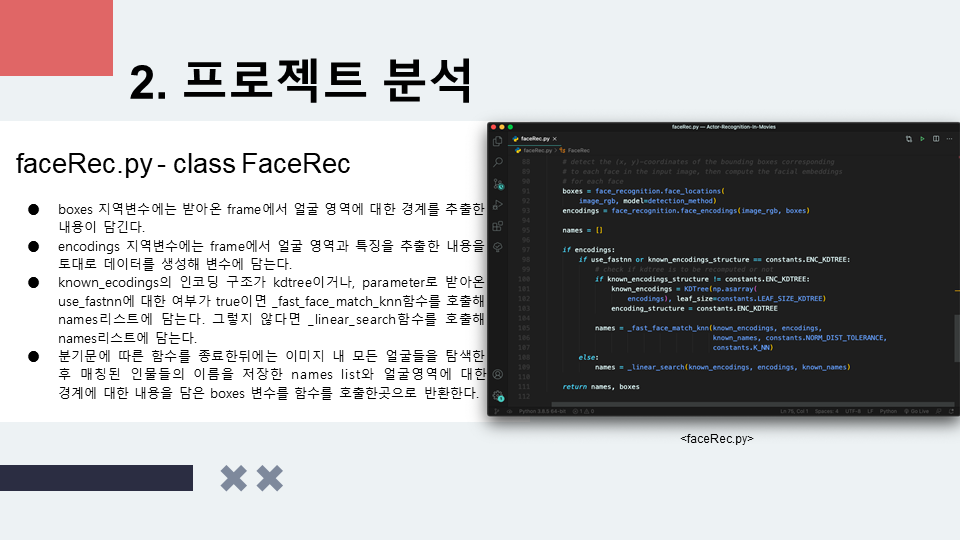 2. 프로젝트 분석
faceRec.py - class FaceRec
● boxes 지역변수에는 받아온 frame에서 얼굴 영역에 대한 경계를 추출한
내용이 담긴다.
● encodings 지역변수에는 frame에서 얼굴 영역과 특징을 추출한 내용을
토대로 데이터를 생성해 변수에 담는다.
● known_ecodings의 인코딩 구조가 kdtree이거나, parameter로 받아온
use_fastnn에 대한 여부가 true이면 _fast_face_match_knn함수를 호출해
names리스트에 담는다. 그렇지 않다면 _linear_search함수를 호출해
names리스트에 담는다.
● 분기문에 따른 함수를 종료한뒤에는 이미지 내 모든 얼굴들을 탐색한
후 매칭된 인물들의 이름을 저장한 names list와 얼굴영역에 대한
경계에 대한 내용을 담은 boxes 변수를 함수를 호출한곳으로 반환한다.
faceRec.py — Actor-Recognition-In-Movies
faceRec.py ×
faceRec.py > FaceRec
88 # detect the (x, y)-coordinates of the bounding boxes corresponding
89 # to each face in the input image, then compute the facial embeddings
90 # for each face
91 boxes = face_recognition.face_locations(
92 image_rgb, model=detection_method)
93 encodings = face_recognition.face_encodings(image_rgb, boxes)
94
95 names = []
96
97 if encodings:
98 if use_fastnn or known_encodings_structure == constants.ENC_KDTREE:
99 # check if kdtree is to be recomputed or not
100 if known_encodings_structure != constants.ENC_KDTREE:
101 known_encodings = KDTree(np.asarray(
102 encodings), leaf_size=constants.LEAF_SIZE_KDTREE)
103 encoding_structure = constants.ENC_KDTREE
104
105 names = _fast_face_match_knn(known_encodings, encodings,
106 known_names, constants.NORM_DIST_TOLERANCE,
107 constants.K_NN)
108 else:
109 names = _linear_search(known_encodings, encodings, known_names)
110
111 return names, boxes
112
Python 3.8.5 64-bit 1 0 Ln 75, Col 1 Spaces: 4 UTF-8 LF Python Go Live
<faceRec.py>